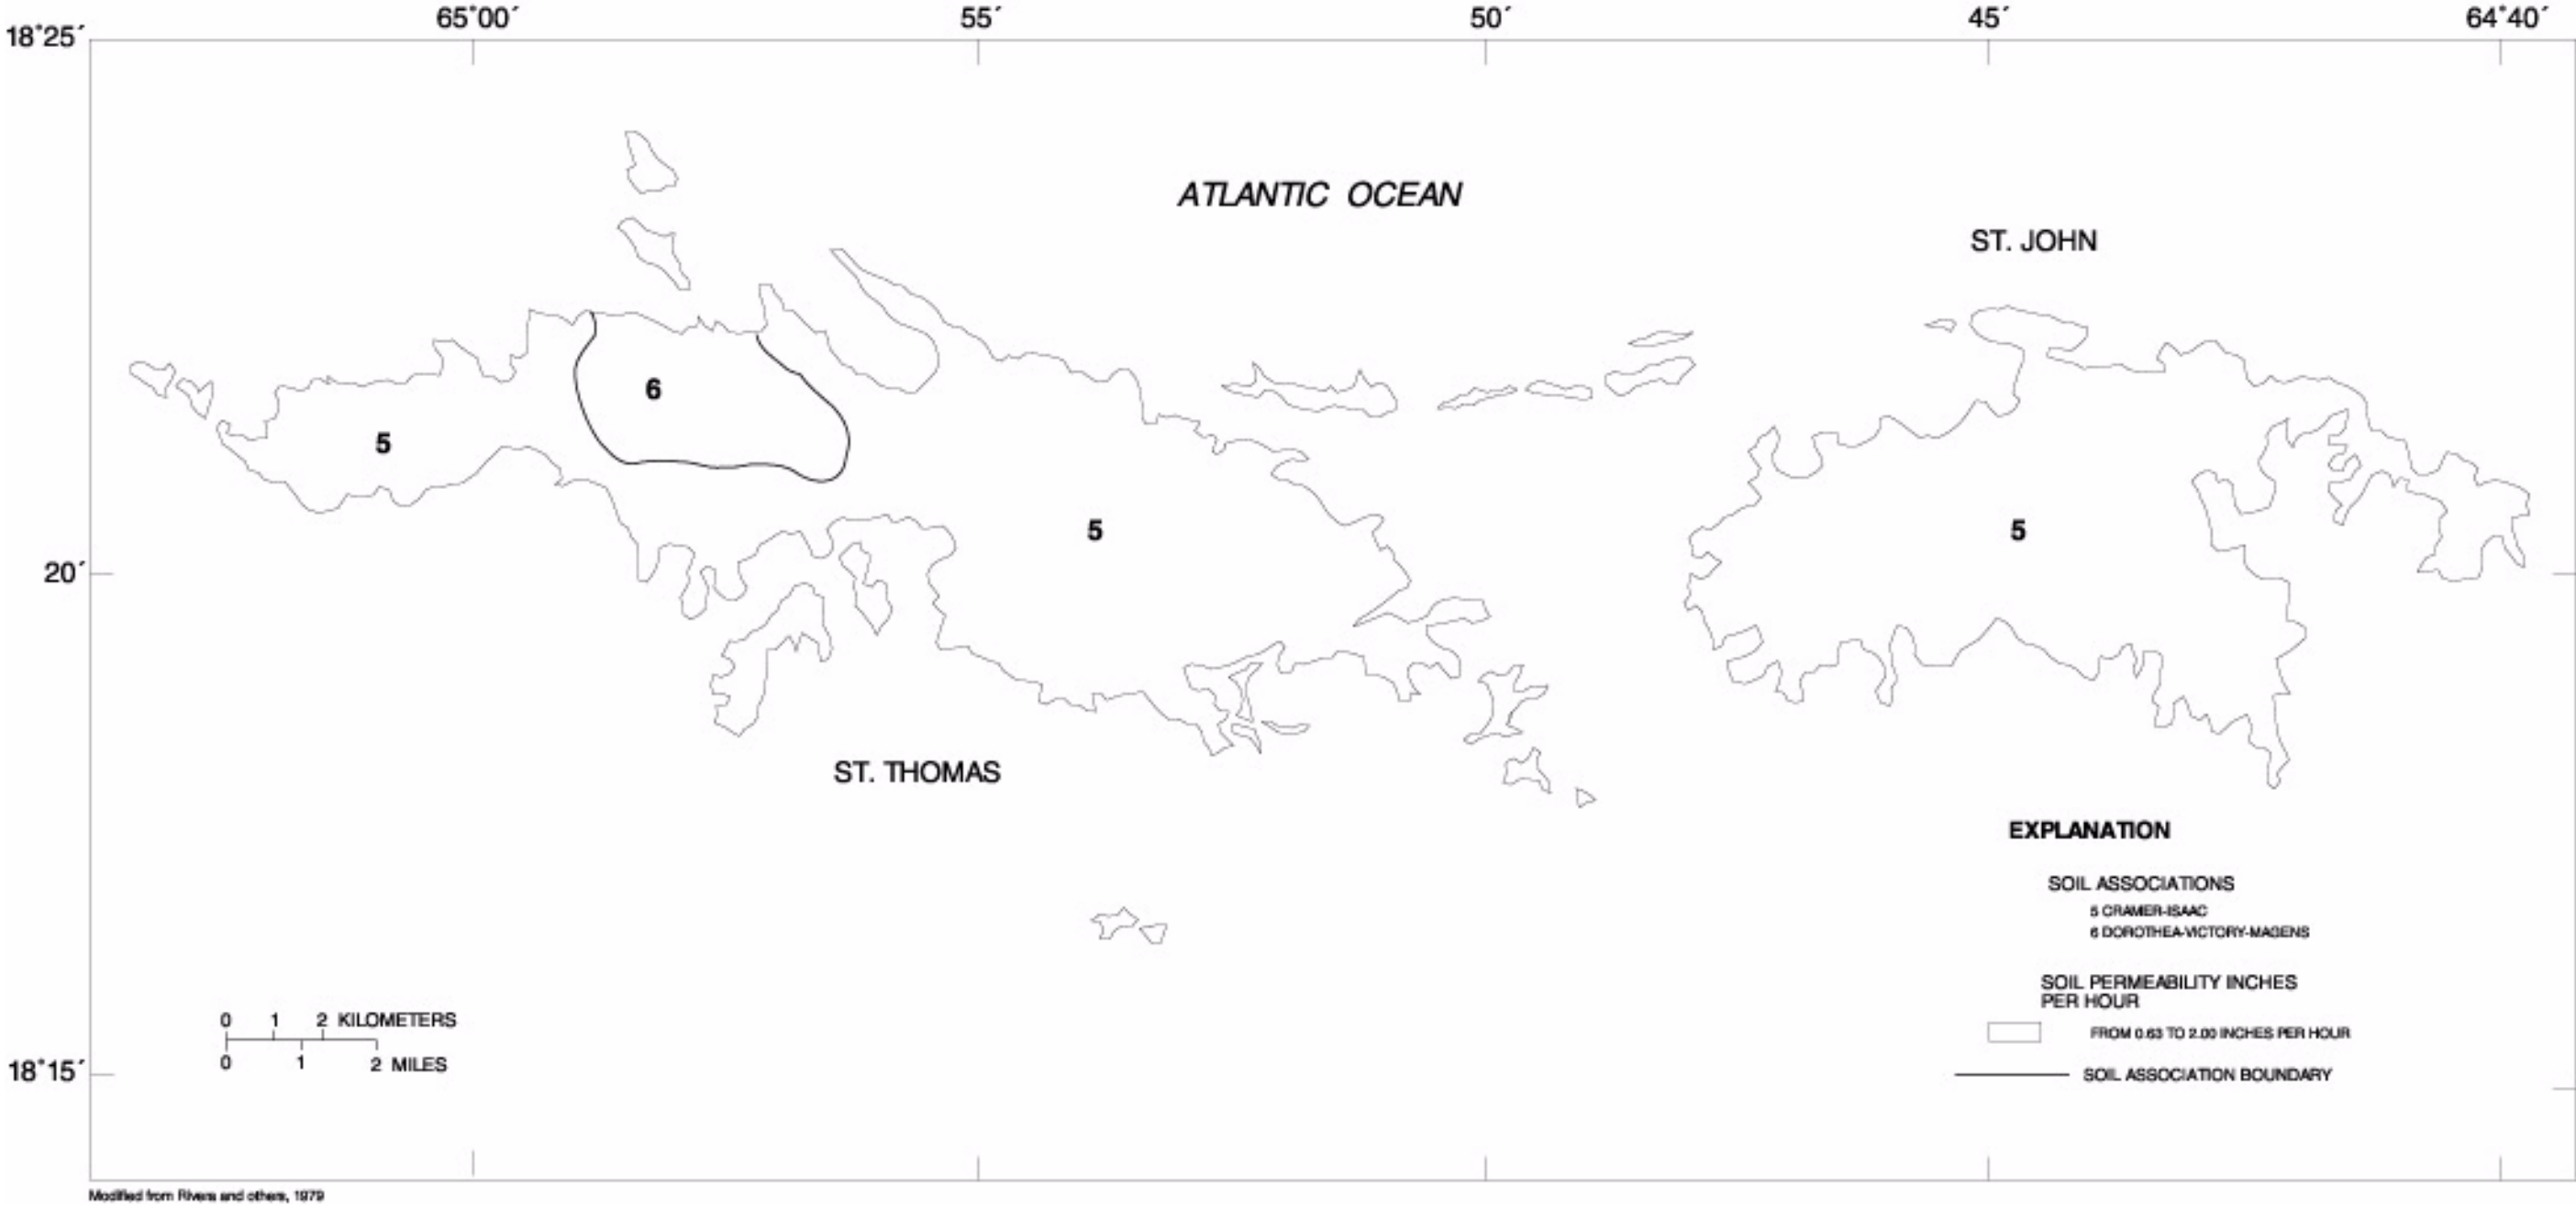 65°00´ 55´ 50´ 45´ 64°40´
18°25´
ATLANTIC OCEAN
ST. JOHN
6
5
5
5
20´
ST. THOMAS
EXPLANATION
SOIL ASSOCIATIONS
5 CRAMER-ISAAC
6 DOROTHEA-VICTORY-MAGENS
SOIL PERMEABILITY INCHES
PER HOUR
FROM 0.63 TO 2.00 INCHES PER HOUR
SOIL ASSOCIATION BOUNDARY
0 1 2 KILOMETERS
0 1 2 MILES
18°15´
Modified from Rivera and others, 1979